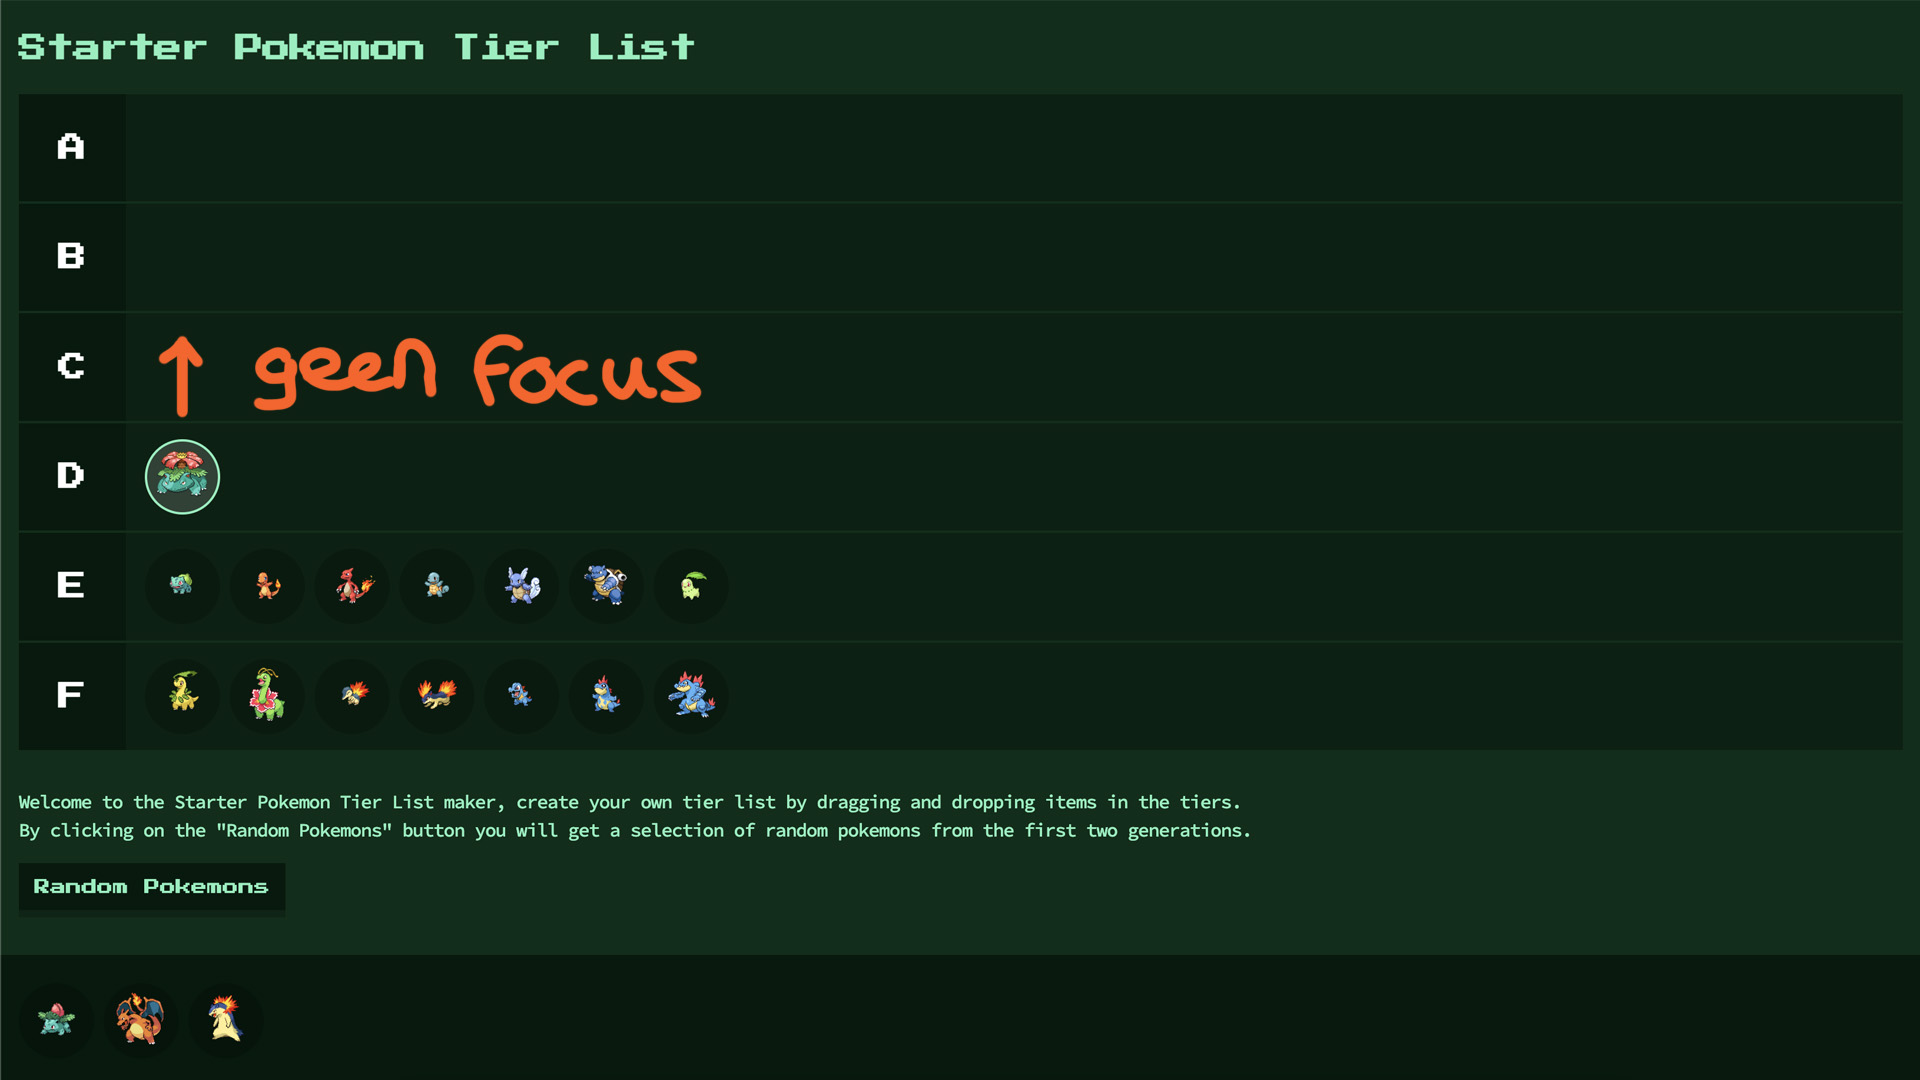 Starter Pokemon Tier List
A
B
C
↑ geen focus
D
E
F
Welcome to the Starter Pokemon Tier List maker, create your own tier list by dragging and dropping items in the tiers.
By clicking on the "Random Pokemons" button you will get a selection of random pokemons from the first two generations.
Random Pokemons